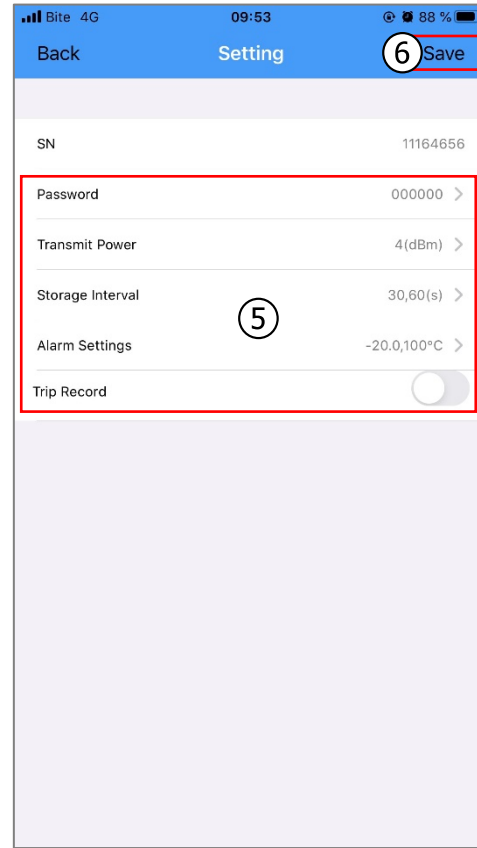 Bite 4G 09:53 88 %
Back Setting 6 Save
SN 11164656
Password 000000
Transmit Power 4(dBm)
Storage Interval 30,60(s)
5
Alarm Settings -20.0,100°C
Trip Record